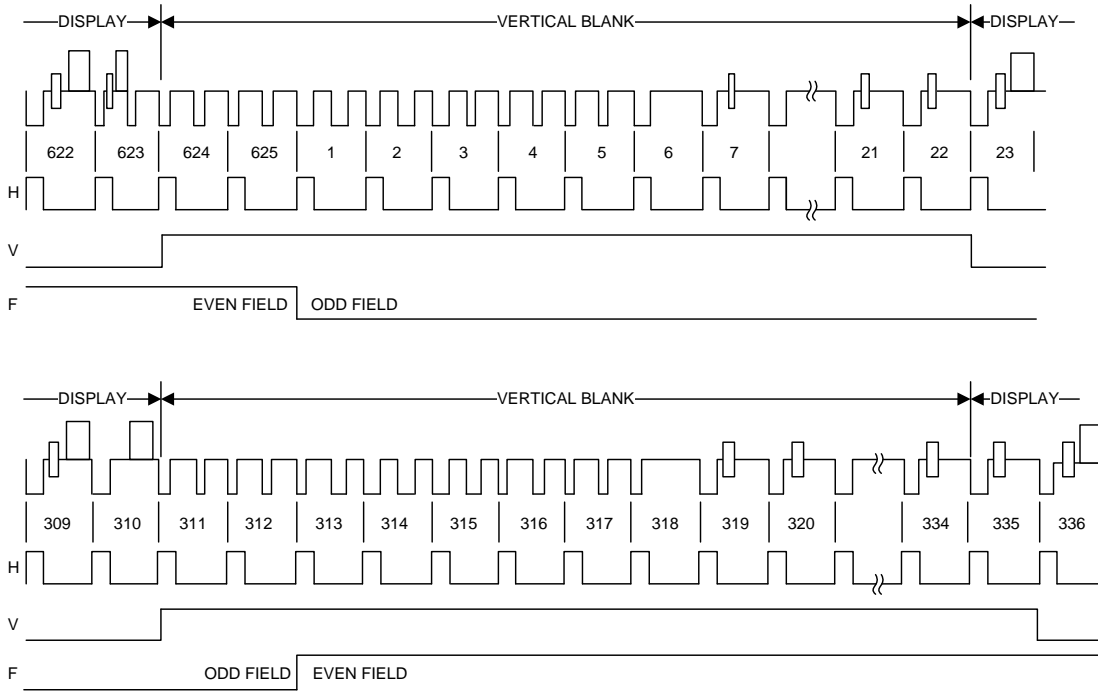 DISPLAY VERTICAL BLANK DISPLAY
622 623 624 625 1 2 3 4 5 6 7 21 22 23
H
V
F EVEN FIELD ODD FIELD
DISPLAY VERTICAL BLANK DISPLAY
309 310 311 312 313 314 315 316 317 318 319 320 334 335 336
H
V
F ODD FIELD EVEN FIELD